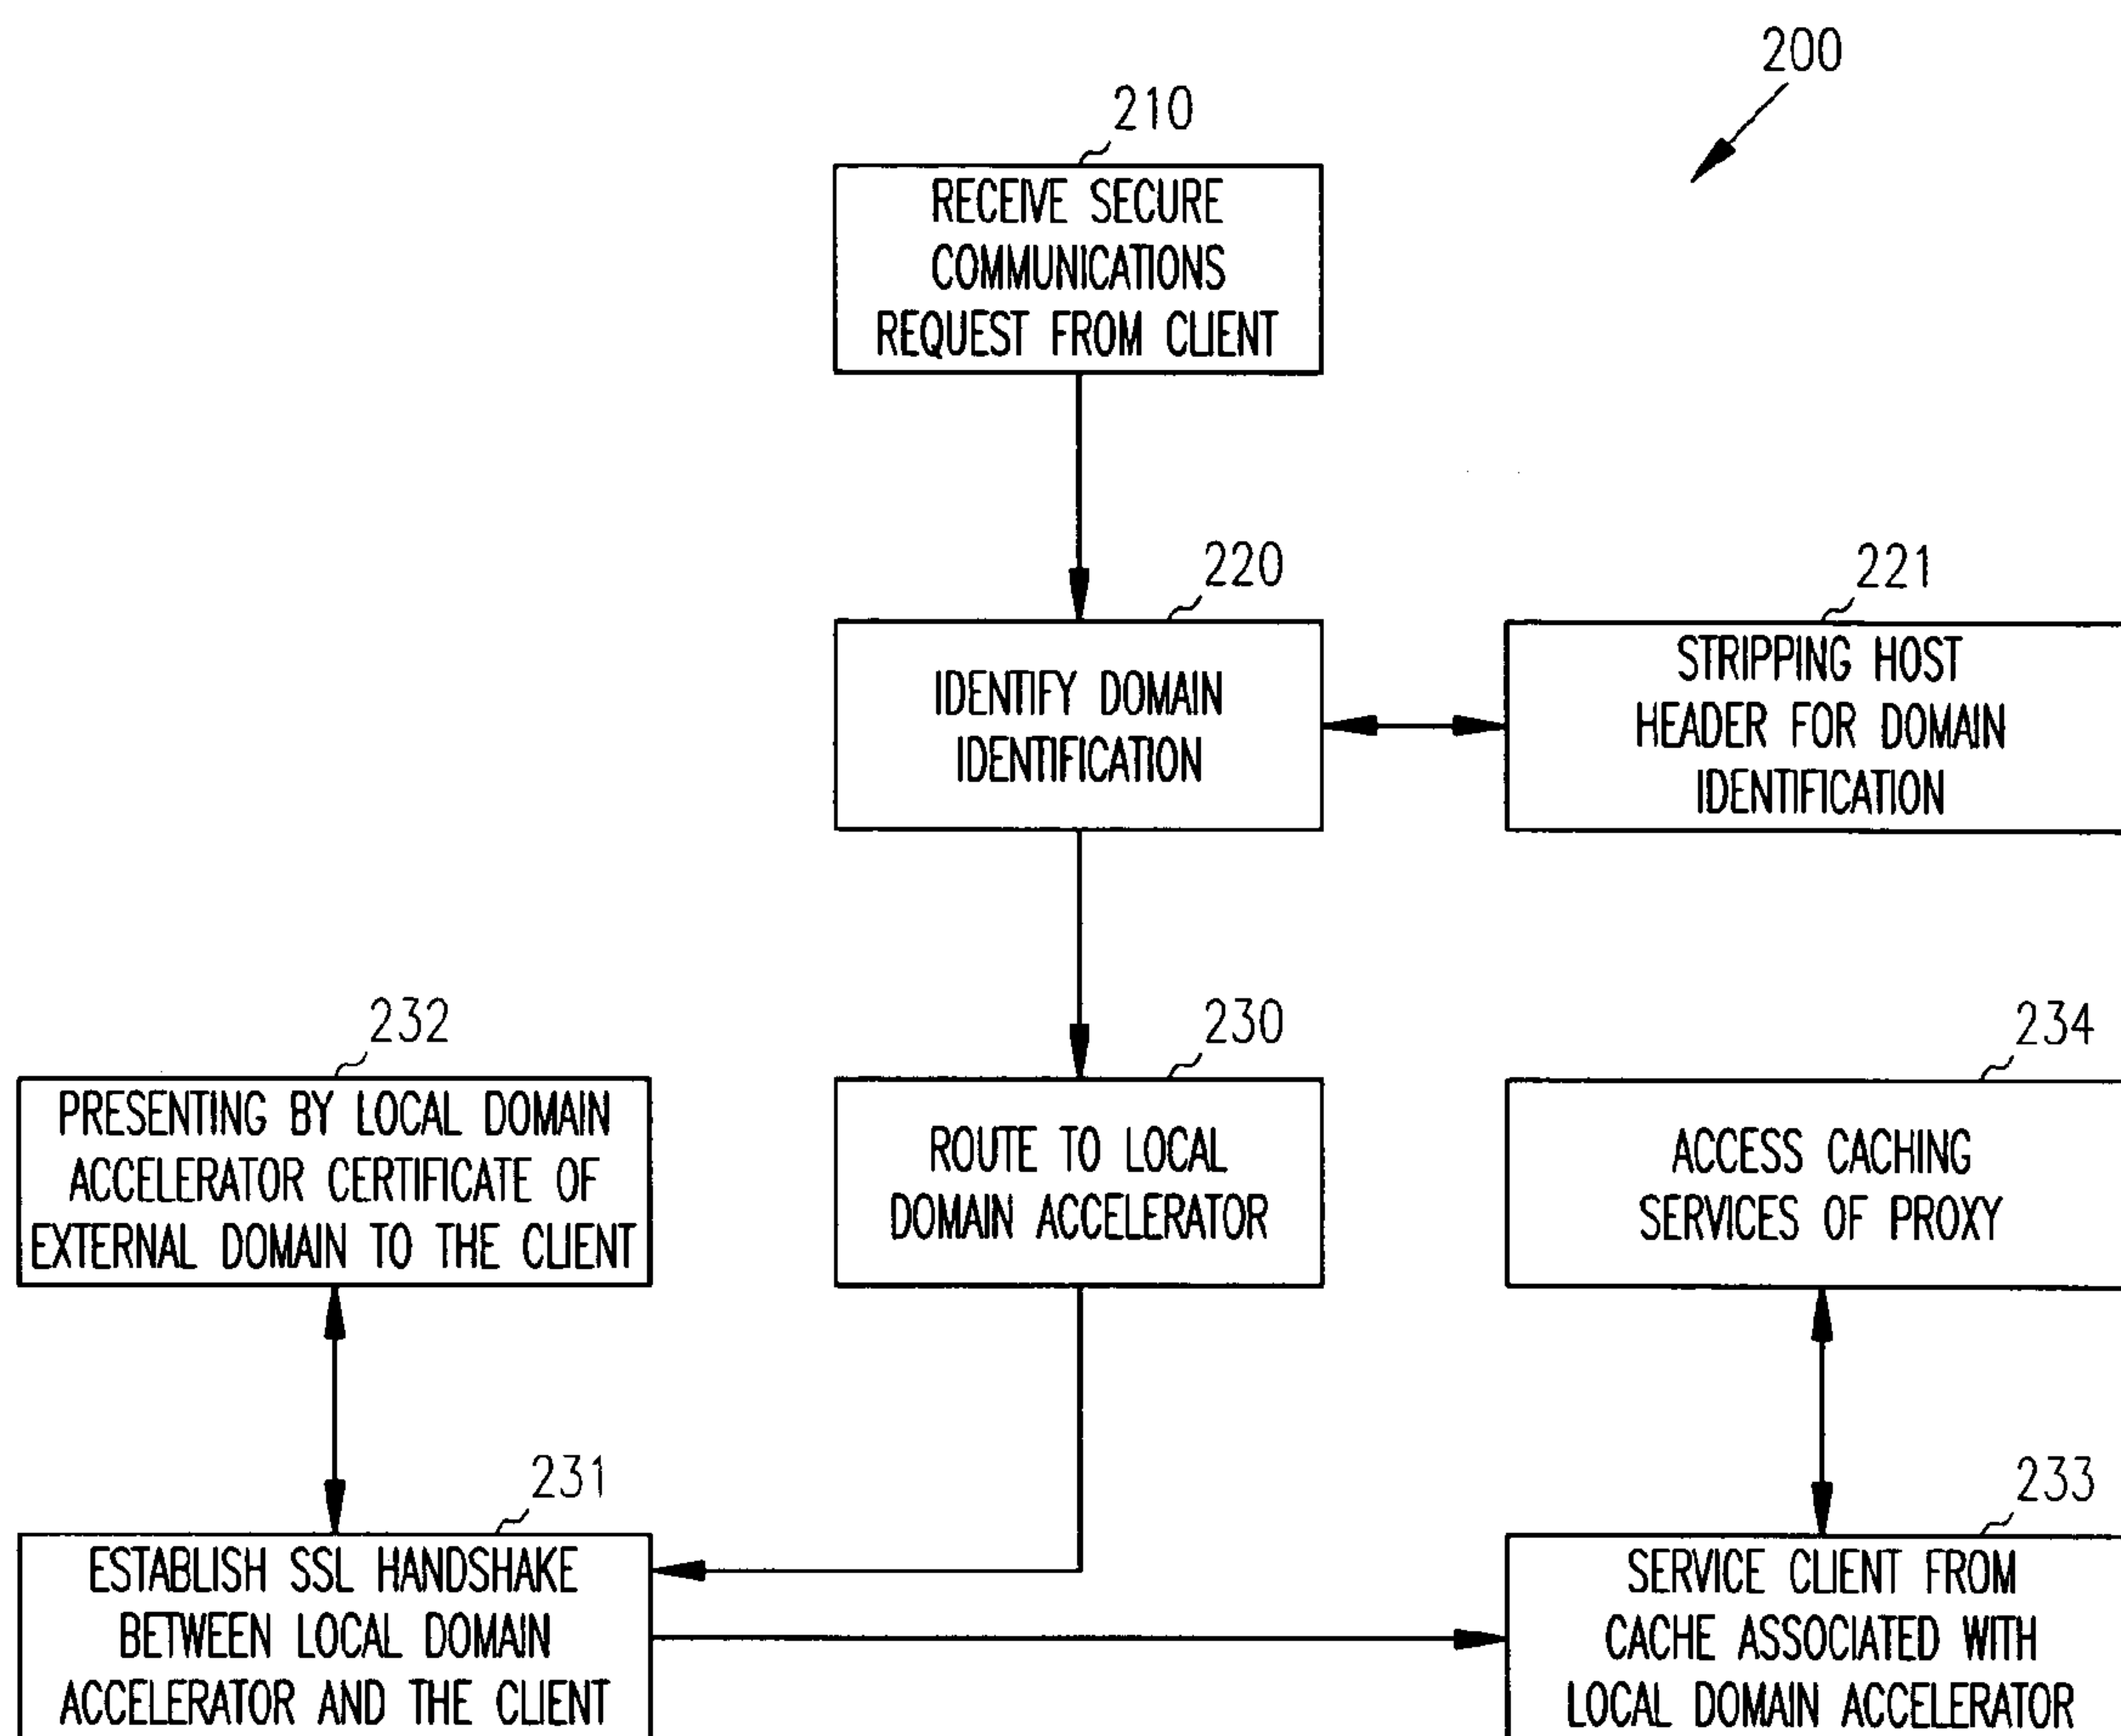 200
210
RECEIVE SECURE
COMMUNICATIONS
REQUEST FROM CLIENT
220
IDENTIFY DOMAIN
IDENTIFICATION
221
STRIPPING HOST
HEADER FOR DOMAIN
IDENTIFICATION
232
PRESENTING BY LOCAL DOMAIN
ACCELERATOR CERTIFICATE OF
EXTERNAL DOMAIN TO THE CLIENT
230
ROUTE TO LOCAL
DOMAIN ACCELERATOR
234
ACCESS CACHING
SERVICES OF PROXY
231
ESTABLISH SSL HANDSHAKE
BETWEEN LOCAL DOMAIN
ACCELERATOR AND THE CLIENT
233
SERVICE CLIENT FROM
CACHE ASSOCIATED WITH
LOCAL DOMAIN ACCELERATOR